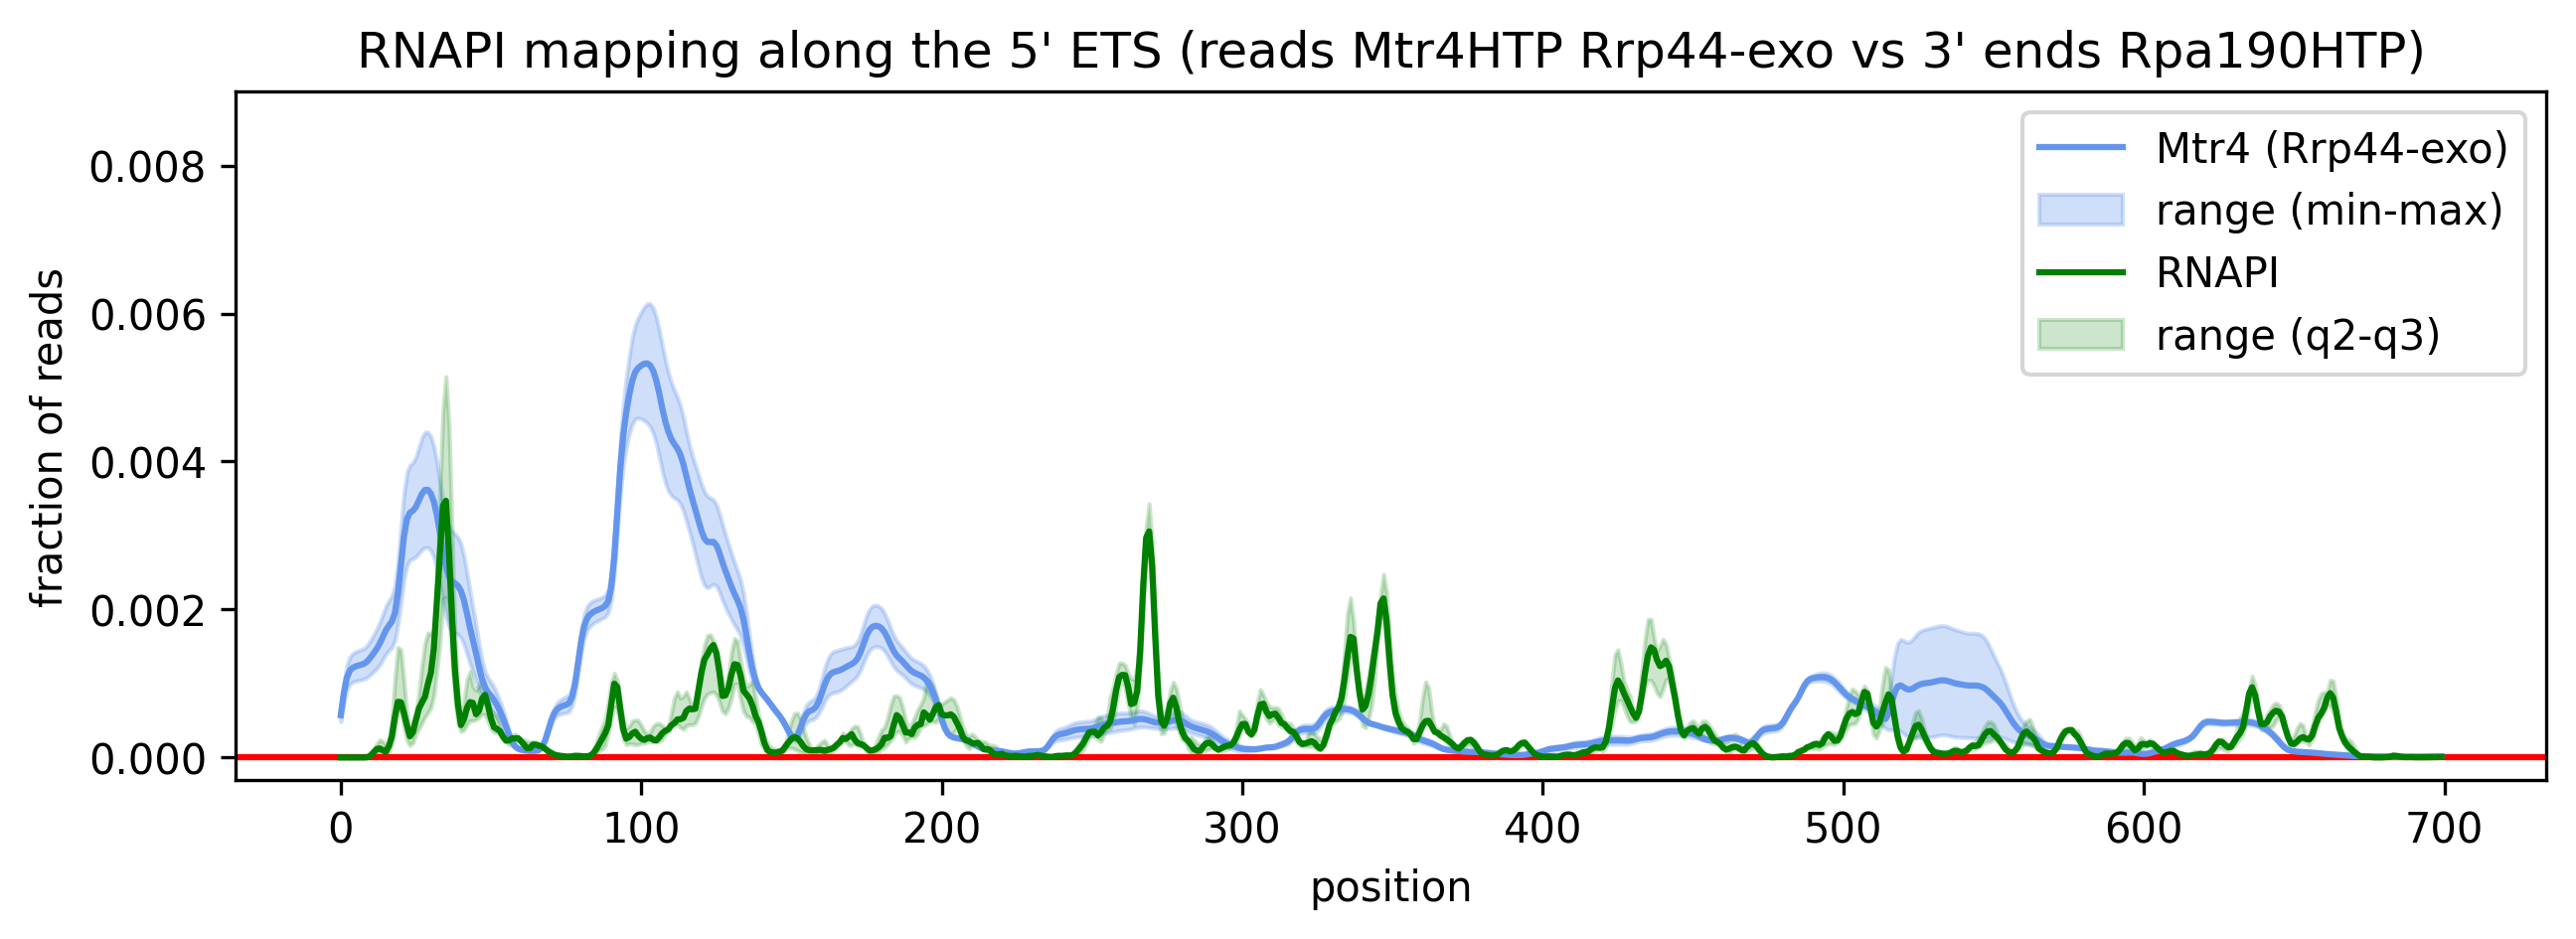 RNAPI mapping along the 5' ETS (reads Mtr4HTP Rrp44-exo vs 3' ends Rpa190HTP)
fraction of reads
0.008
0.006
0.004
0.002
0.000
Mtr4 (Rrp44-exo)
range (min-max)
RNAPI
range (q2-q3)
0 100 200 300 400 500 600 700
position